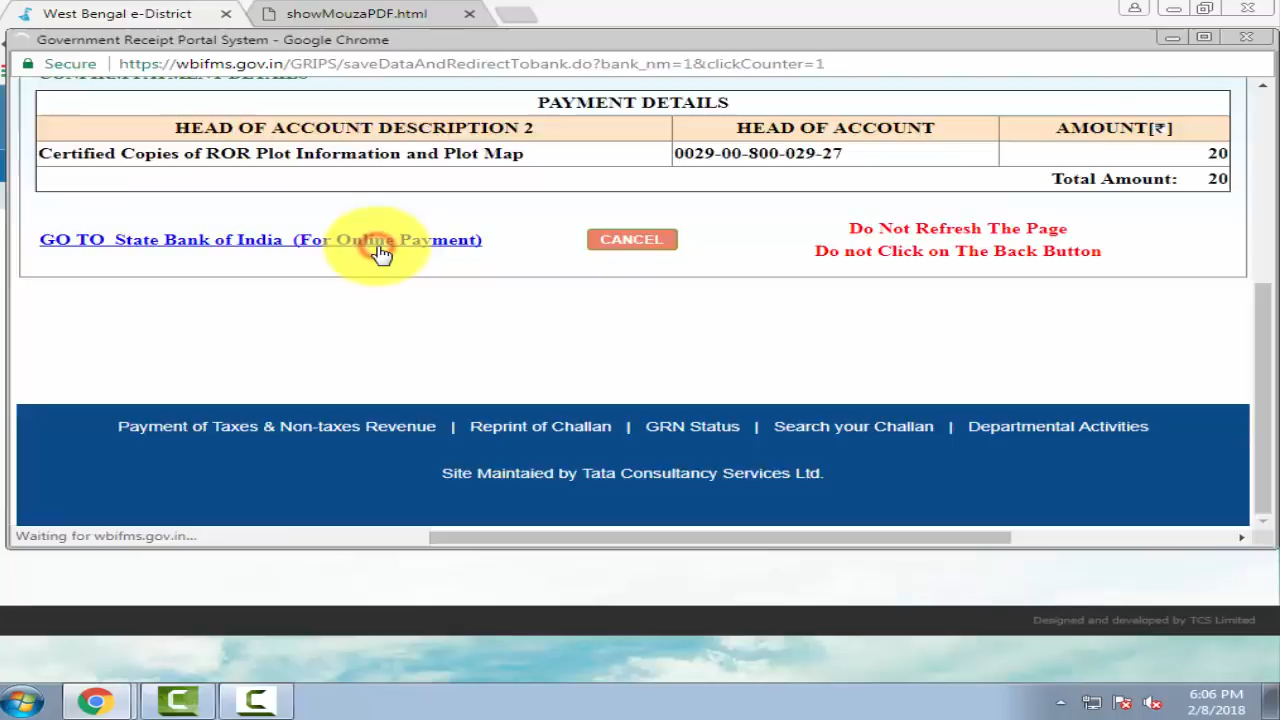 West Bengal e-District
showMouzaPDF.html
Government Receipt Portal System - Google Chrome
Secure
https://wbifms.gov.in/GRIPS/saveDataAndRedirectTobank.do?bank_nm=1&clickCounter=1
CONFIRM PAYMENT DETAILS
PAYMENT DETAILS
HEAD OF ACCOUNT DESCRIPTION 2 HEAD OF ACCOUNT AMOUNT[₹]
Certified Copies of ROR Plot Information and Plot Map 0029-00-800-029-27 20
Total Amount: 20
GO TO State Bank of India (For Online Payment)
CANCEL
Do Not Refresh The Page
Do not Click on The Back Button
Payment of Taxes & Non-taxes Revenue | Reprint of Challan | GRN Status | Search your Challan | Departmental Activities
Site Maintaied by Tata Consultancy Services Ltd.
Waiting for wbifms.gov.in...
Designed and developed by TCS Limited
6:06 PM
2/8/2018